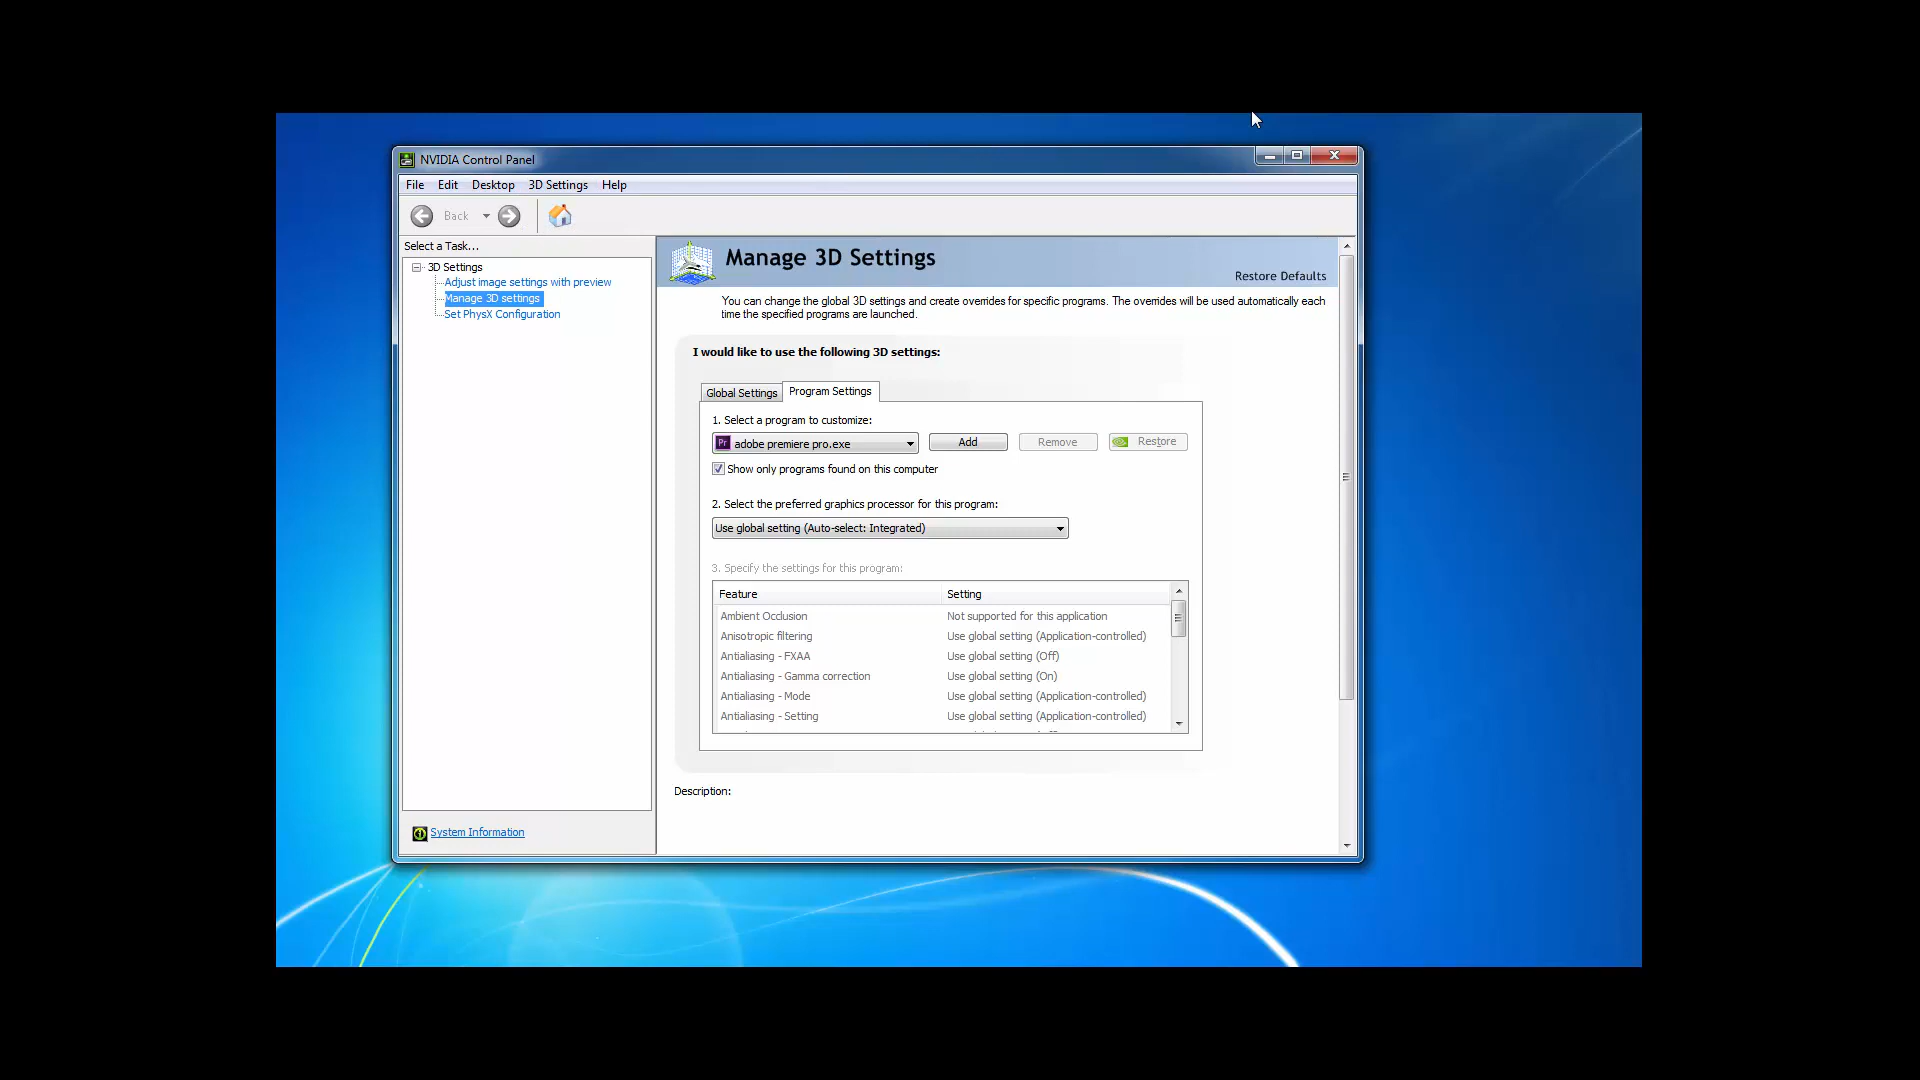 NVIDIA Control Panel
File Edit Desktop 3D Settings Help
Back
Select a Task...
3D Settings
Adjust image settings with preview
Manage 3D settings
Set PhysX Configuration
System Information
Manage 3D Settings
Restore Defaults
You can change the global 3D settings and create overrides for specific programs. The overrides will be used automatically each
time the specified programs are launched.
I would like to use the following 3D settings:
Global Settings Program Settings
1. Select a program to customize:
Pr adobe premiere pro.exe Add Remove Restore
Show only programs found on this computer
2. Select the preferred graphics processor for this program:
Use global setting (Auto-select: Integrated)
3. Specify the settings for this program:
Feature Setting
Ambient Occlusion Not supported for this application
Anisotropic filtering Use global setting (Application-controlled)
Antialiasing - FXAA Use global setting (Off)
Antialiasing - Gamma correction Use global setting (On)
Antialiasing - Mode Use global setting (Application-controlled)
Antialiasing - Setting Use global setting (Application-controlled)
Description: